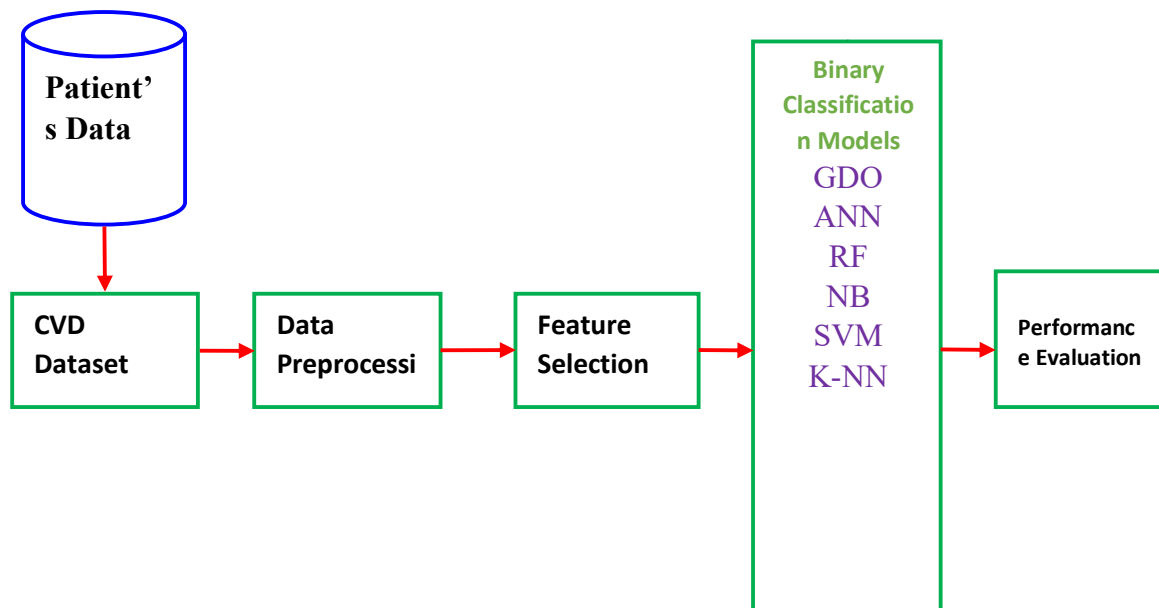 Patient’
s Data
CVD
Dataset
Data
Preprocessi
Feature
Selection
Binary
Classificatio
n Models
GDO
ANN
RF
NB
SVM
K-NN
Performanc
e Evaluation